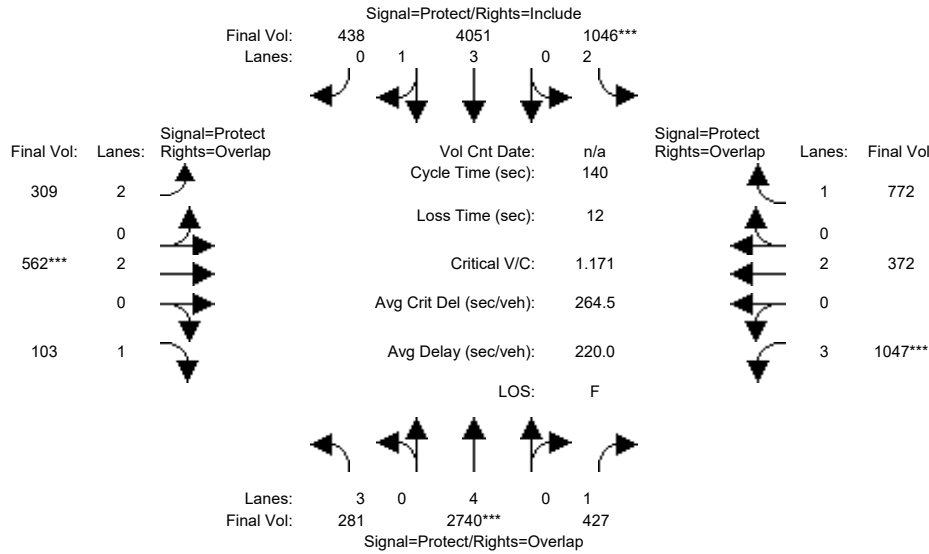 Signal=Protect/Rights=Include
Final Vol: 438 4051 1046***
Lanes: 0 1 3 0 2
Signal=Protect Signal=Protect
Final Vol: Lanes: Rights=Overlap Vol Cnt Date: n/a Rights=Overlap Lanes: Final Vol
Cycle Time (sec): 140
309 2 1 772
Loss Time (sec): 12
0 0
562*** 2 Critical V/C: 1.171 2 372
0 Avg Crit Del (sec/veh): 264.5 0
103 1 Avg Delay (sec/veh): 220.0 3 1047***
LOS: F
Lanes: 3 0 4 0 1
Final Vol: 281 2740*** 427
Signal=Protect/Rights=Overlap